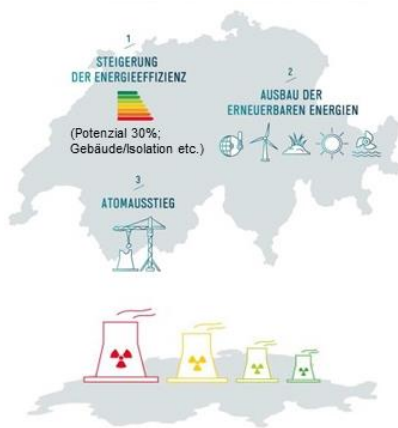 1
STEIGERUNG
DER ENERGIEEFFIZIENZ
(Potenzial 30%;
Gebäude/Isolation etc.)
2
AUSBAU DER
ERNEUERBAREN ENERGIEN
3
ATOMAUSSTIEG